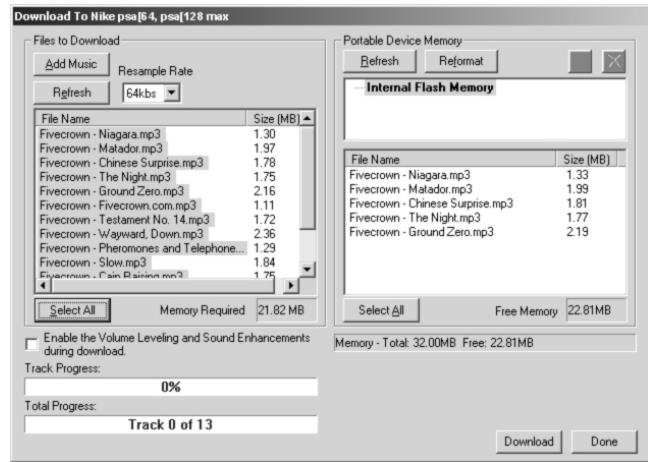 Download To Nike psa[64, psa[128 max
Files to Download
Add Music
Resample Rate
Refresh
64kbs
File Name Size (MB)
Fivecrown - Niagara.mp3 1.30
Fivecrown - Matador.mp3 1.97
Fivecrown - Chinese Surprise.mp3 1.78
Fivecrown - The Night.mp3 1.75
Fivecrown - Ground Zero.mp3 2.16
Fivecrown - Fivecrown.com.mp3 1.11
Fivecrown - Testament No. 14.mp3 1.72
Fivecrown - Wayward, Down.mp3 2.36
Fivecrown - Pheromones and Telephone... 1.29
Fivecrown - Slow.mp3 1.84
Fivecrown - Cain Raising.mp3 1.75
Select All
Memory Required 21.82 MB
Enable the Volume Leveling and Sound Enhancements
during download.
Track Progress:
0%
Total Progress:
Track 0 of 13
Portable Device Memory
Refresh
Reformat
Internal Flash Memory
File Name Size (MB)
Fivecrown - Niagara.mp3 1.33
Fivecrown - Matador.mp3 1.99
Fivecrown - Chinese Surprise.mp3 1.81
Fivecrown - The Night.mp3 1.77
Fivecrown - Ground Zero.mp3 2.19
Select All
Free Memory 22.81MB
Memory - Total: 32.00MB Free: 22.81MB
Download
Done